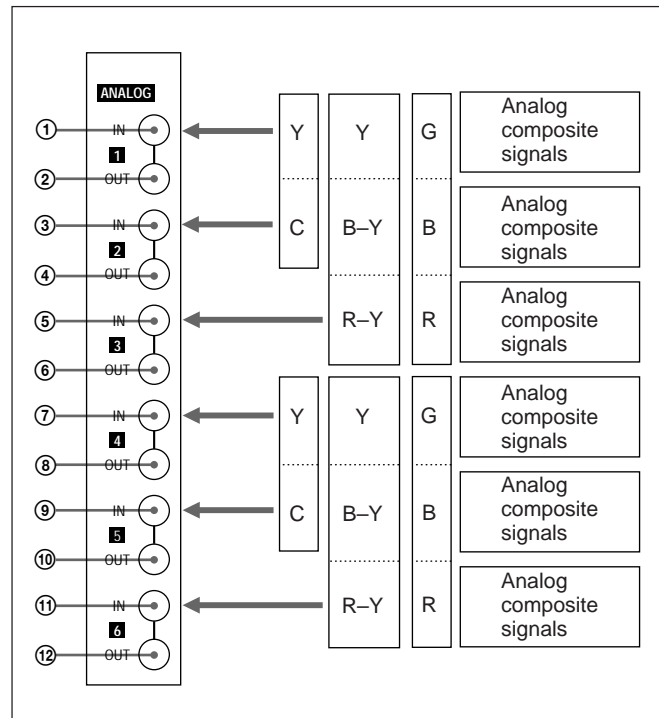 ANALOG
① IN
1
② OUT
③ IN
2
④ OUT
⑤ IN
3
⑥ OUT
⑦ IN
4
⑧ OUT
⑨ IN
5
⑩ OUT
⑪ IN
6
⑫ OUT
Y Y G
C B–Y B
R–Y R
Y Y G
C B–Y B
R–Y R
Analog
composite
signals
Analog
composite
signals
Analog
composite
signals
Analog
composite
signals
Analog
composite
signals
Analog
composite
signals